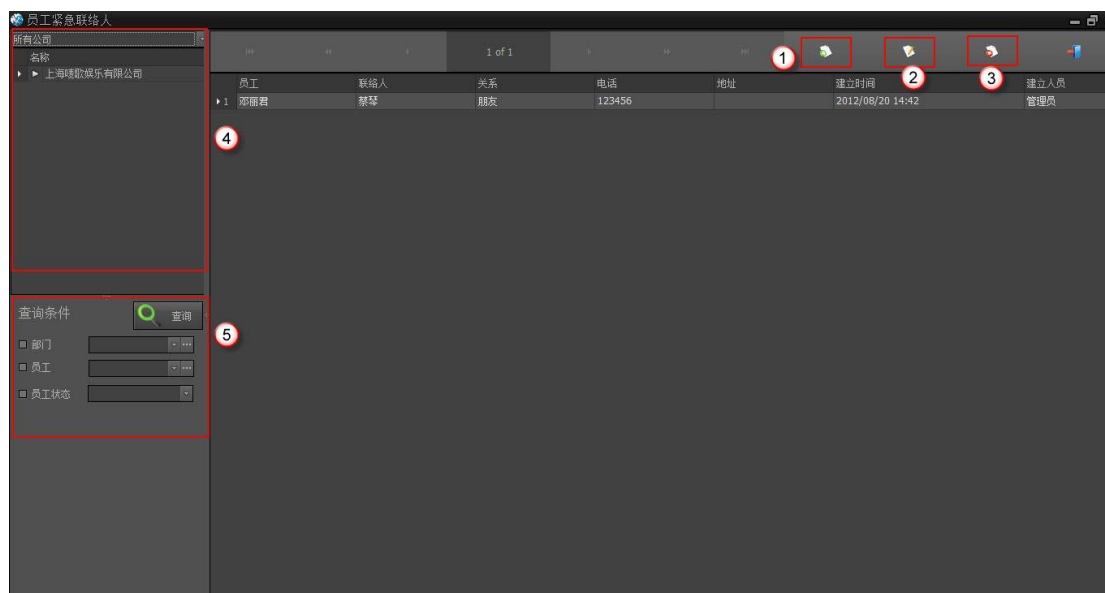 员工紧急联络人
所有公司
名称
上海唛歌娱乐有限公司
1 of 1
1
2
3
员工 联络人 关系 电话 地址 建立时间 建立人员
1 邓丽君 蔡琴 朋友 123456 2012/08/20 14:42 管理员
4
查询条件 查询
5
部门
员工
员工状态